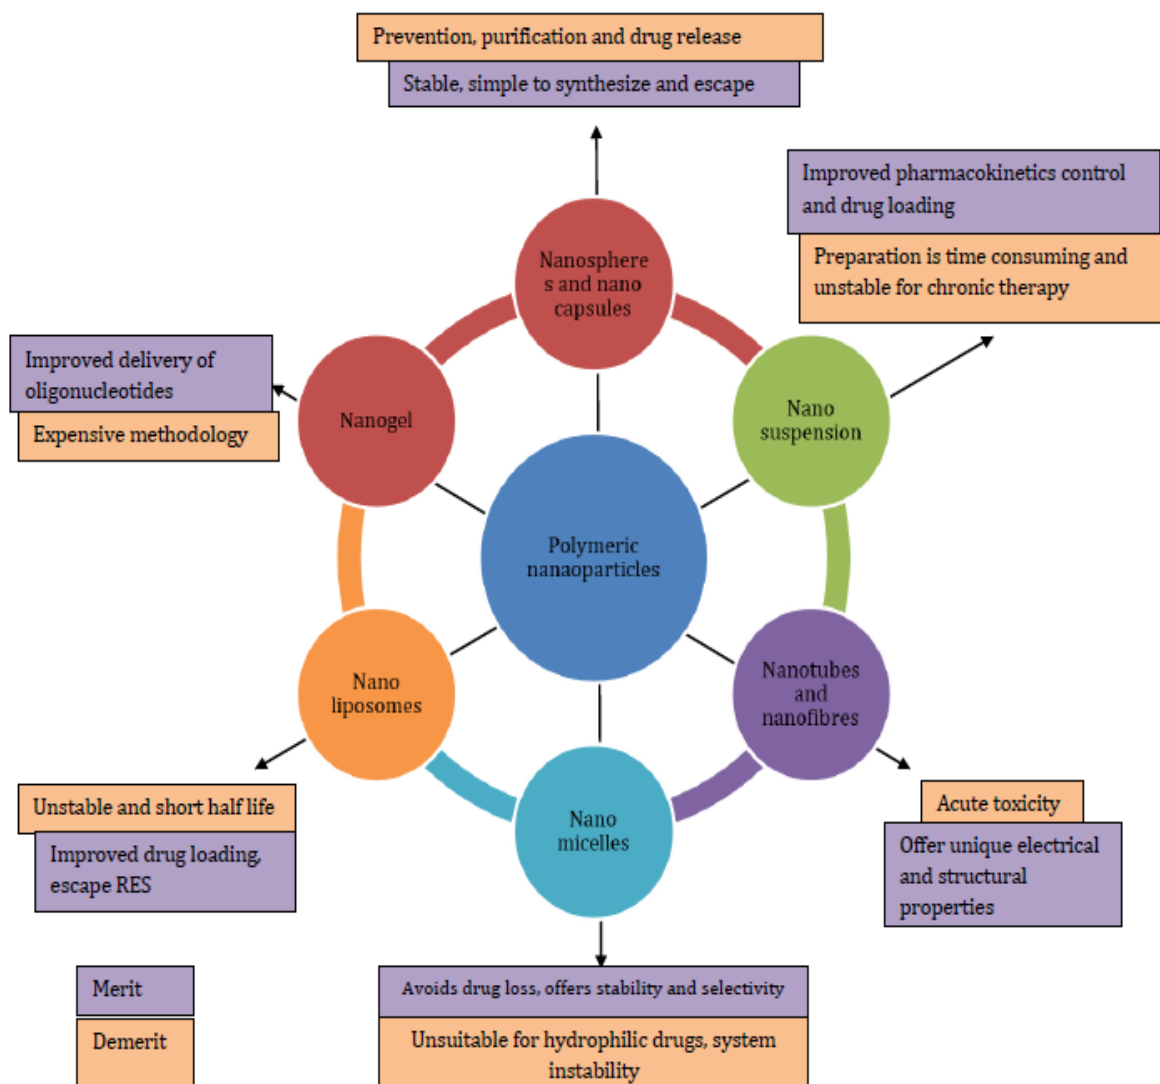 Prevention, purification and drug release
Stable, simple to synthesize and escape
Improved pharmacokinetics control
and drug loading
Preparation is time consuming and
unstable for chronic therapy
Nanosphere
s and nano
capsules
Improved delivery of
oligonucleotides
Expensive methodology
Nanogel
Nano
suspension
Polymeric
nanaoparticles
Nano
liposomes
Nanotubes
and
nanofibres
Unstable and short half life
Improved drug loading,
escape RES
Nano
micelles
Acute toxicity
Offer unique electrical
and structural
properties
Merit
Demerit
Avoids drug loss, offers stability and selectivity
Unsuitable for hydrophilic drugs, system
instability